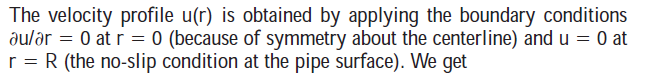 The velocity profile u(r) is obtained by applying the boundary conditions
∂u/∂r = 0 at r = 0 (because of symmetry about the centerline) and u = 0 at
r = R (the no-slip condition at the pipe surface). We get